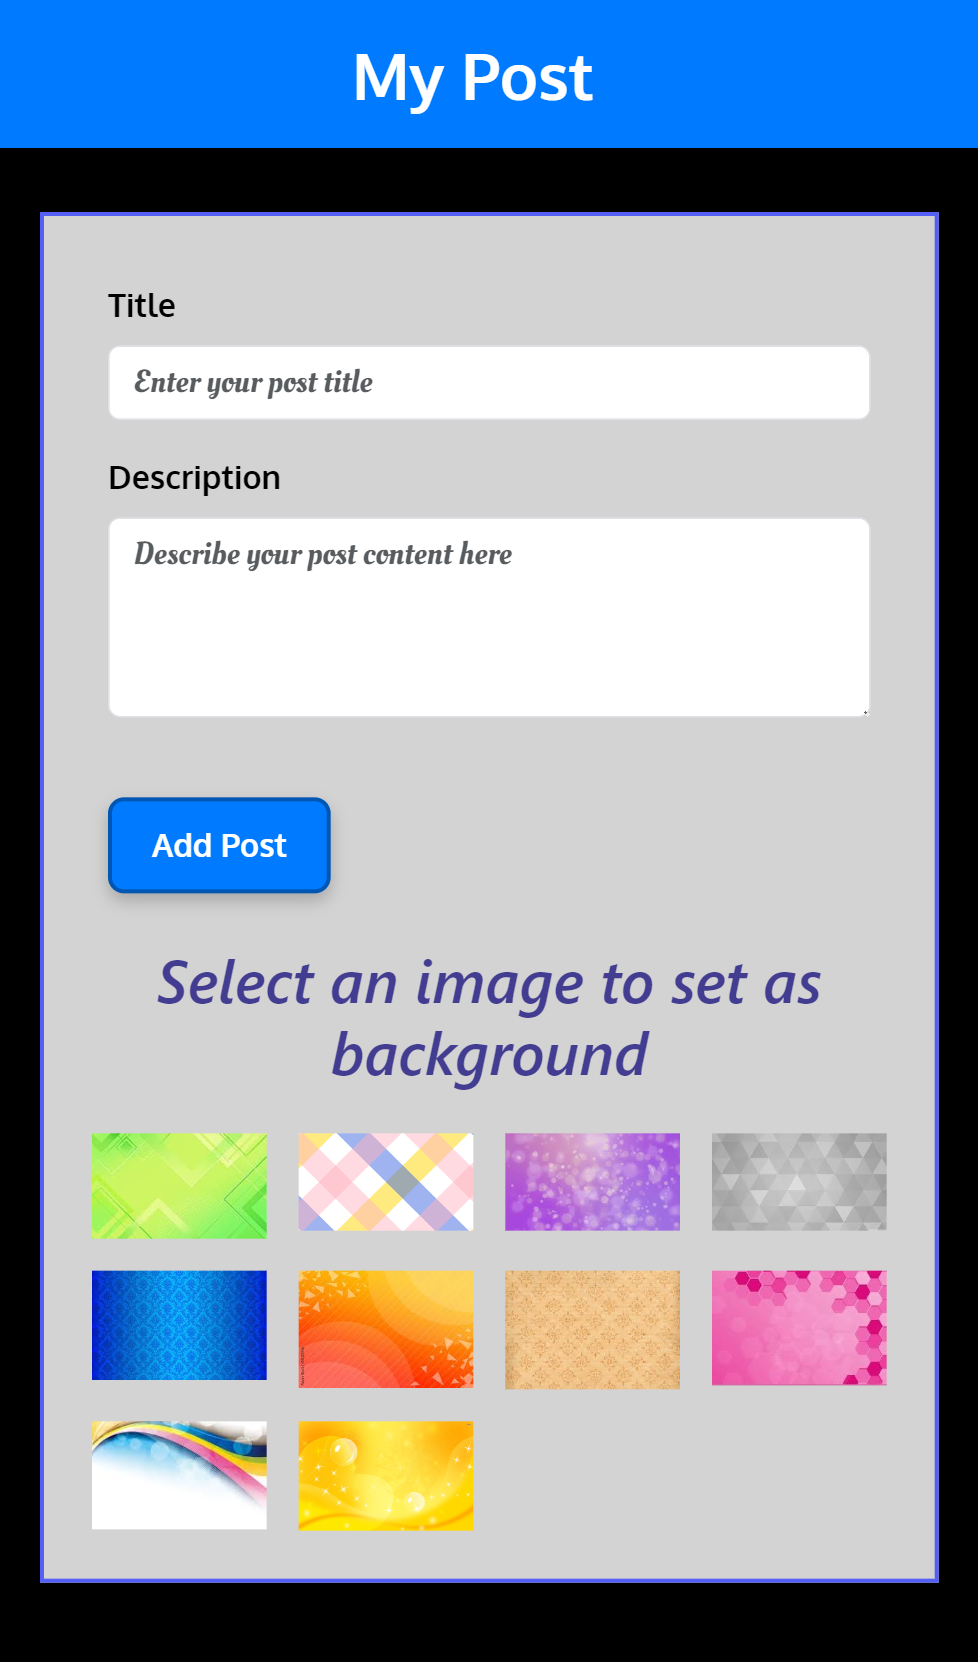 My Post
Title
Enter your post title
Description
Describe your post content here
Add Post
Select an image to set as
background